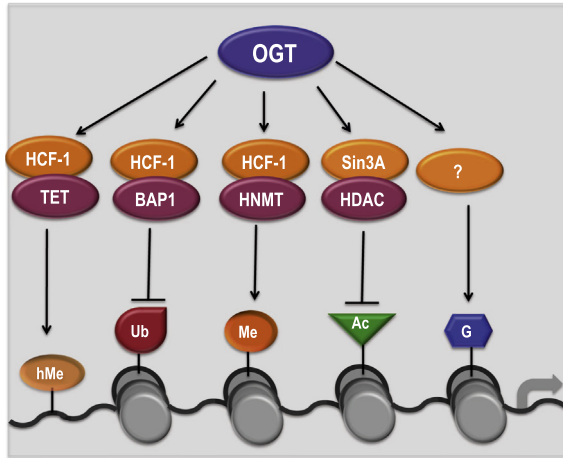 OGT
HCF-1
HCF-1
HCF-1
Sin3A
?
TET
BAP1
HNMT
HDAC
hMe
Ub
Me
Ac
G